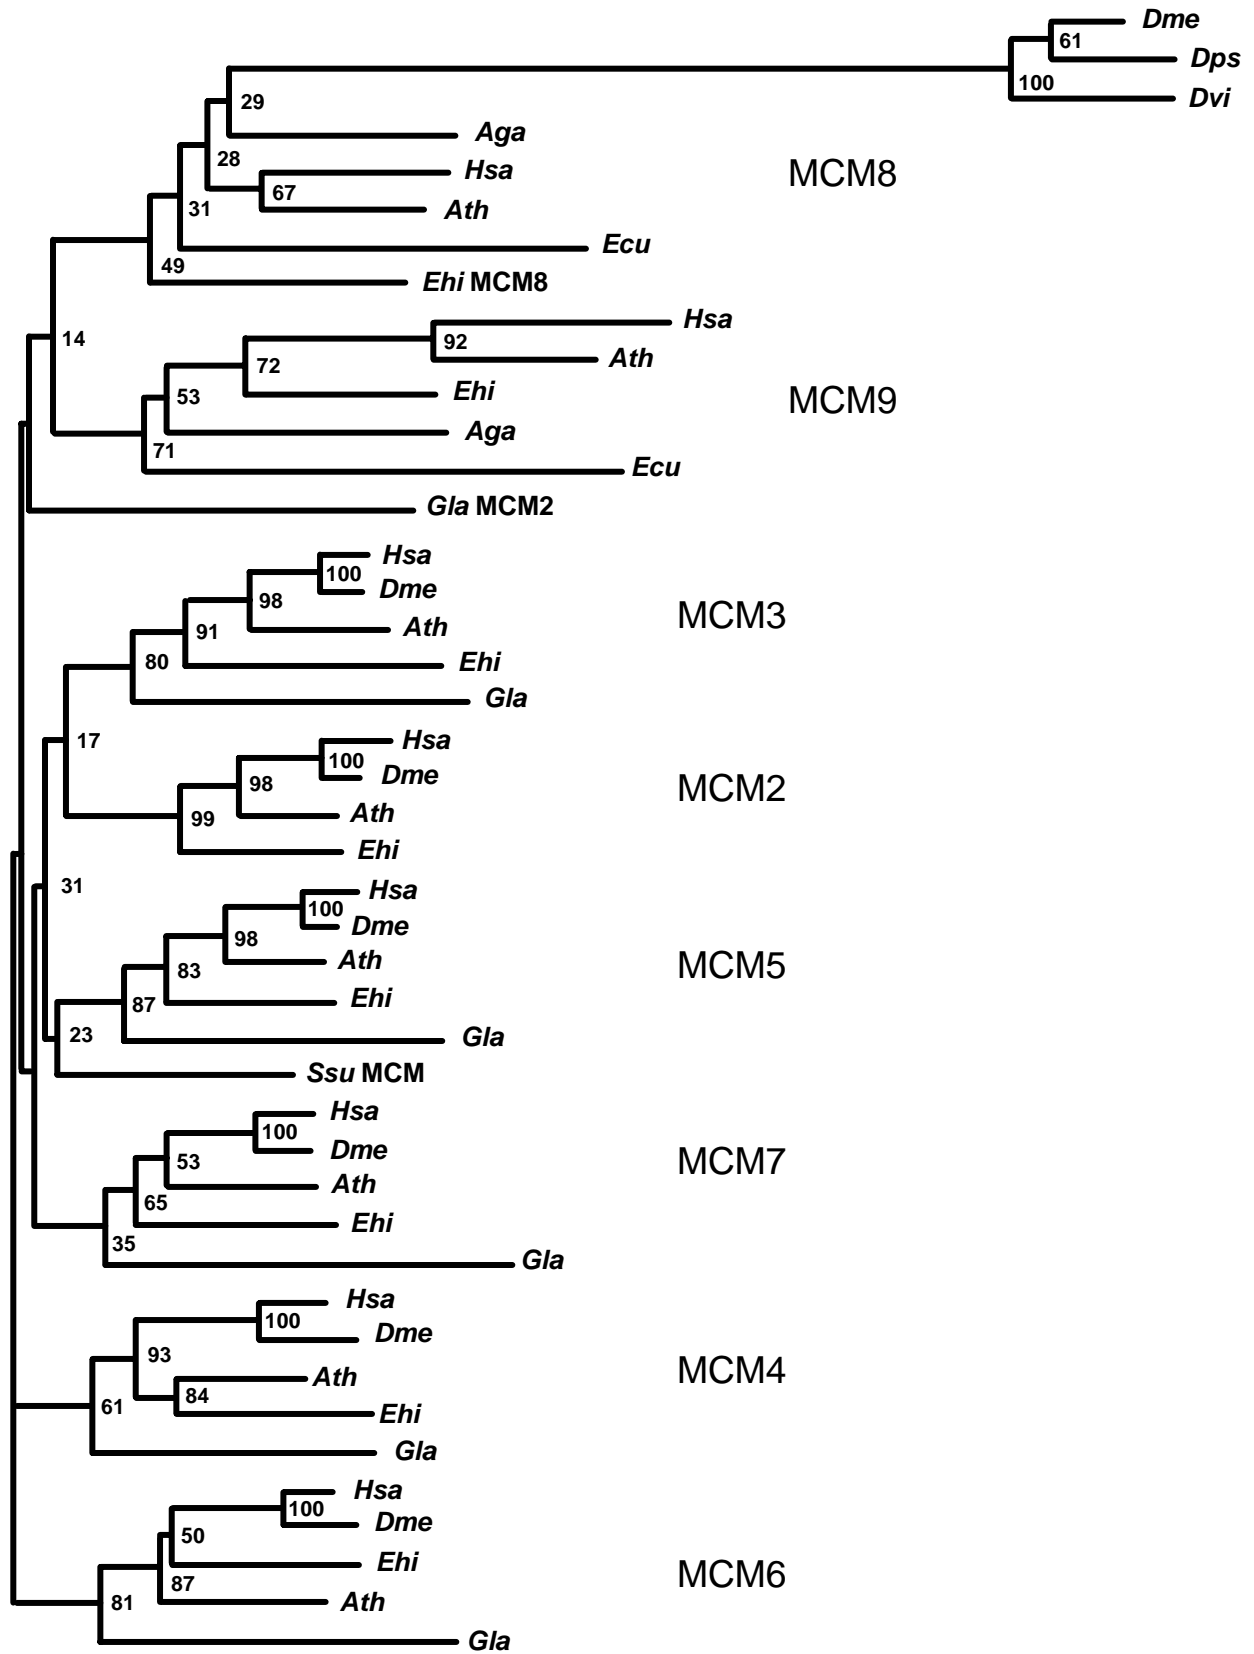 Dme
61
Dps
100
Dvi
29
Aga
28
Hsa
MCM8
67
31
Ath
Ecu
49
Ehi MCM8
Hsa
14
92
Ath
72
53
Ehi
MCM9
Aga
71
Ecu
Gla MCM2
Hsa
100
Dme
98
MCM3
Ath
91
80
Ehi
Gla
17
Hsa
100
Dme
98
MCM2
Ath
99
Ehi
31
Hsa
100
Dme
98
Ath
MCM5
83
Ehi
87
23
Gla
Ssu MCM
Hsa
100
Dme
53
MCM7
Ath
65
Ehi
35
Gla
Hsa
100
Dme
93
MCM4
Ath
84
61
Ehi
Gla
Hsa
100
Dme
50
Ehi
MCM6
87
81
Ath
Gla